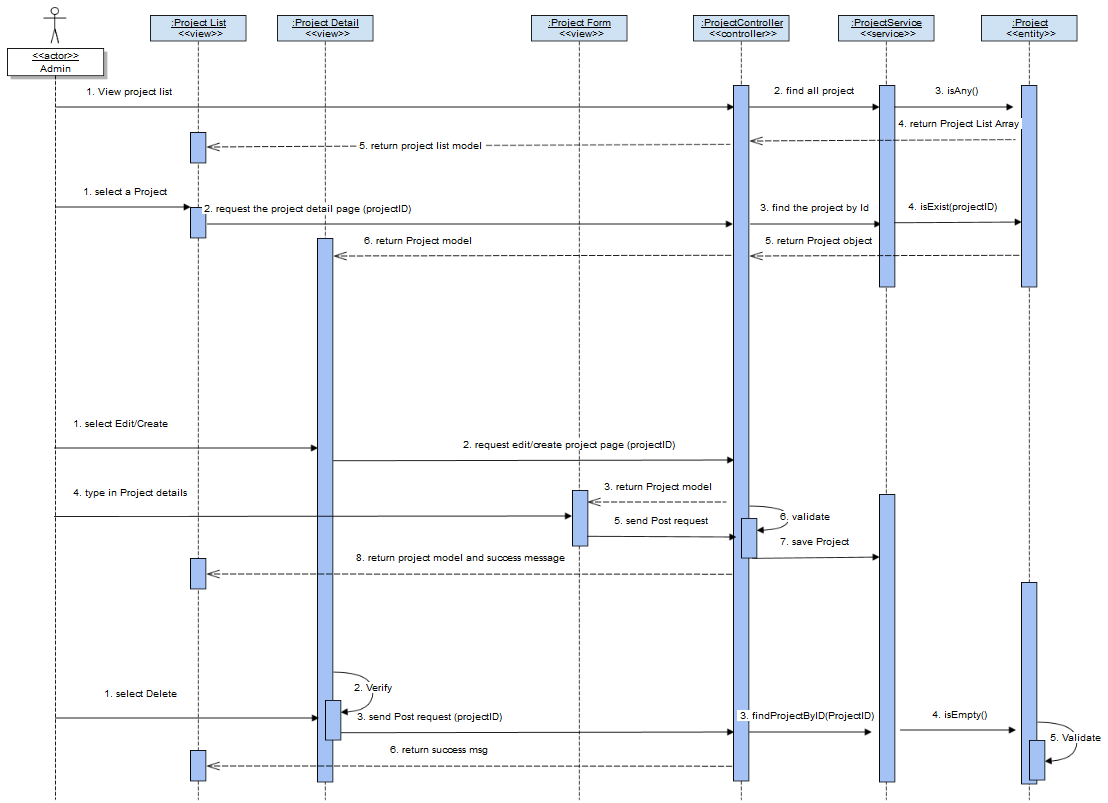 :Project List
<<view>>
:Project Detail
<<view>>
:Project Form
<<view>>
:ProjectController
<<controller>>
:ProjectService
<<service>>
:Project
<<entity>>
<<actor>>
Admin
1. View project list
2. find all project
3. isAny()
4. return Project List Array
5. return project list model
1. select a Project
2. request the project detail page (projectID)
3. find the project by Id
4. isExist(projectID)
6. return Project model
5. return Project object
1. select Edit/Create
2. request edit/create project page (projectID)
3. return Project model
4. type in Project details
5. send Post request
6. validate
7. save Project
8. return project model and success message
2. Verify
1. select Delete
3. send Post request (projectID)
3. findProjectByID(ProjectID)
4. isEmpty()
5. Validate
6. return success msg